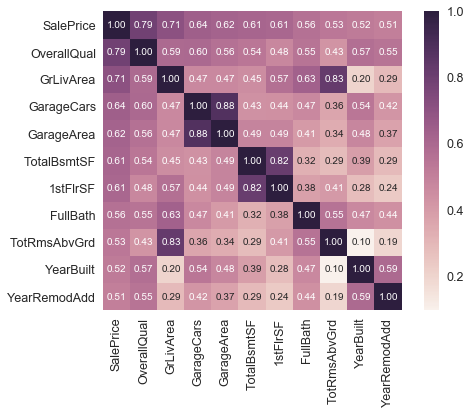 SalePrice 1.00 0.79 0.71 0.64 0.62 0.61 0.61 0.56 0.53 0.52 0.51
OverallQual 0.79 1.00 0.59 0.60 0.56 0.54 0.48 0.55 0.43 0.57 0.55
GrLivArea 0.71 0.59 1.00 0.47 0.47 0.45 0.57 0.63 0.83 0.20 0.29
GarageCars 0.64 0.60 0.47 1.00 0.88 0.43 0.44 0.47 0.36 0.54 0.42
GarageArea 0.62 0.56 0.47 0.88 1.00 0.49 0.49 0.41 0.34 0.48 0.37
TotalBsmtSF 0.61 0.54 0.45 0.43 0.49 1.00 0.82 0.32 0.29 0.39 0.29
1stFlrSF 0.61 0.48 0.57 0.44 0.49 0.82 1.00 0.38 0.41 0.28 0.24
FullBath 0.56 0.55 0.63 0.47 0.41 0.32 0.38 1.00 0.55 0.47 0.44
TotRmsAbvGrd 0.53 0.43 0.83 0.36 0.34 0.29 0.41 0.55 1.00 0.10 0.19
YearBuilt 0.52 0.57 0.20 0.54 0.48 0.39 0.28 0.47 0.10 1.00 0.59
YearRemodAdd 0.51 0.55 0.29 0.42 0.37 0.29 0.24 0.44 0.19 0.59 1.00
SalePrice
OverallQual
GrLivArea
GarageCars
GarageArea
TotalBsmtSF
1stFlrSF
FullBath
TotRmsAbvGrd
YearBuilt
YearRemodAdd
1.0
0.8
0.6
0.4
0.2